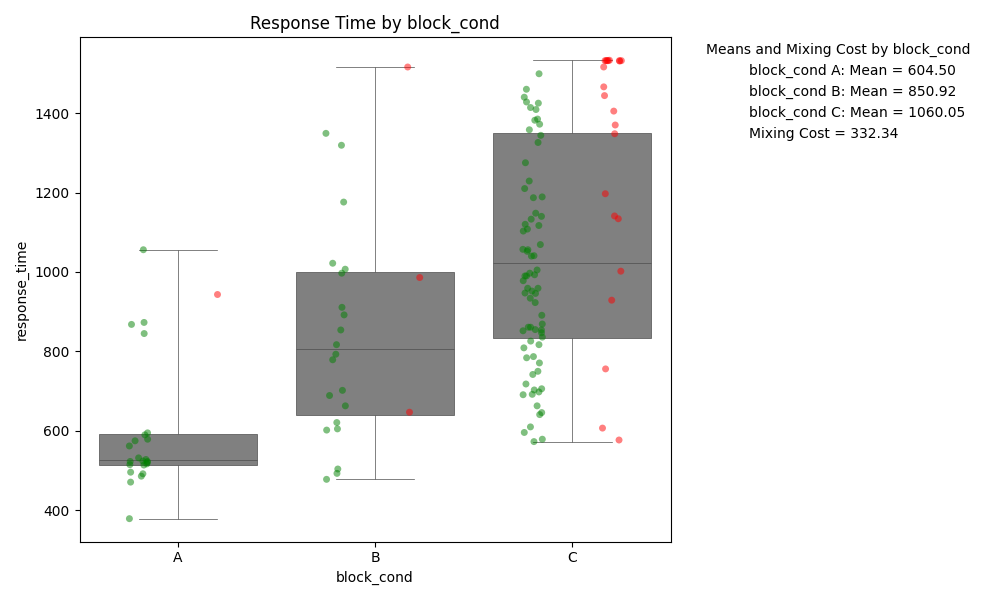 Response Time by block_cond
Means and Mixing Cost by block_cond
block_cond A: Mean = 604.50
block_cond B: Mean = 850.92
block_cond C: Mean = 1060.05
Mixing Cost = 332.34
response_time
1400
1200
1000
800
600
400
A B C
block_cond